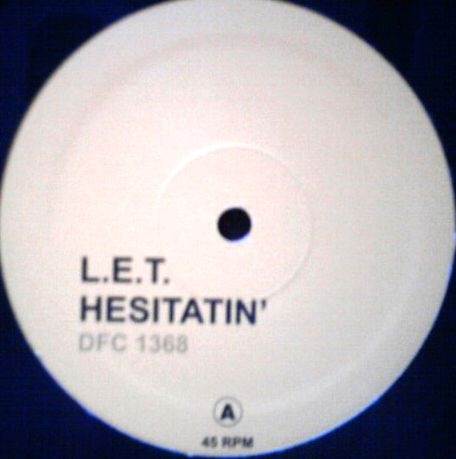 L.E.T.
HESITATIN'
DFC 1368
A
45 RPM